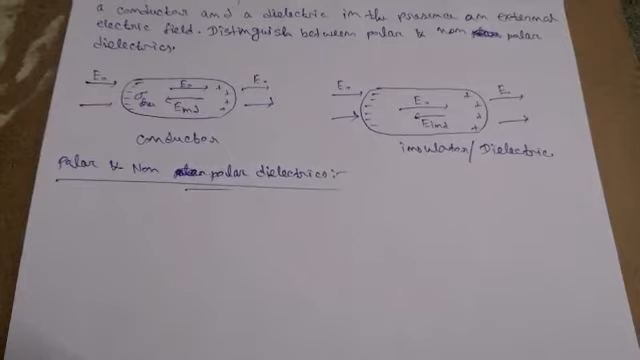 a conductor and a dielectric in the presence an external
electric field. Distinguish between polar & non polar
dielectrics.
E₀ E₀ E₀
Eind
conductor
E₀ E₀ E₀
Eind
insulator/ Dielectric
Polar & Non polar dielectrics:-